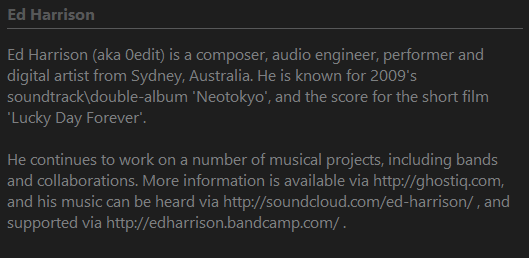 Ed Harrison
Ed Harrison (aka 0edit) is a composer, audio engineer, performer and
digital artist from Sydney, Australia. He is known for 2009's
soundtrack\double-album 'Neotokyo', and the score for the short film
'Lucky Day Forever'.
He continues to work on a number of musical projects, including bands
and collaborations. More information is available via http://ghostiq.com,
and his music can be heard via http://soundcloud.com/ed-harrison/ , and
supported via http://edharrison.bandcamp.com/ .